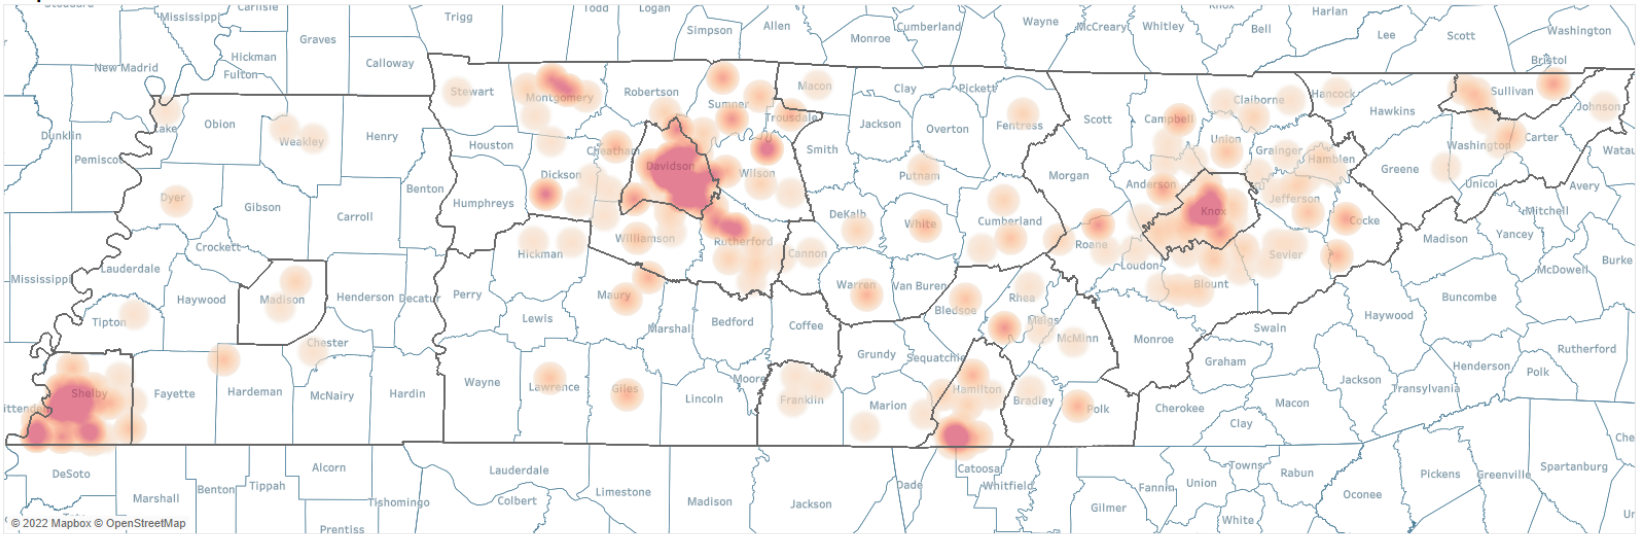 Mississippi
Carlisle
Trigg
Todd
Logan
Simpson
Allen
Monroe
Cumberland
Wayne
McCreary
Whitley
Bell
Harlan
Lee
Scott
Washington
Graves
Hickman
Fulton
New Madrid
Calloway
Bristol
Stewart
Montgomery
Robertson
Sumner
Macon
Trousdale
Clay
Pickett
Fentress
Scott
Campbell
Claiborne
Hancock
Hawkins
Sullivan
Johnson
Dunklin
Pemiscot
Lake
Obion
Weakley
Henry
Houston
Cheatham
Davidson
Wilson
Smith
Jackson
Overton
Union
Grainger
Hamblen
Washington
Carter
Watau
Benton
Dickson
Humphreys
Putnam
Morgan
Anderson
Knox
Jefferson
Greene
Unicoi
Avery
Dyer
Gibson
Carroll
DeKalb
White
Cumberland
Roane
Cocke
Mitchell
Yancey
Madison
Crockett
Hickman
Williamson
Rutherford
Cannon
Loudon
Sevier
Blount
McDowell
Burke
Mississippi
Lauderdale
Haywood
Madison
Henderson
Decatur
Perry
Maury
Warren
Van Buren
Bledsoe
Rhea
Buncombe
Tipton
Lewis
Marshall
Bedford
Coffee
Meigs
McMinn
Monroe
Swain
Haywood
Rutherford
Chester
Grundy
Sequatchie
Graham
Henderson
Polk
Shelby
Fayette
Hardeman
McNairy
Hardin
Wayne
Lawrence
Giles
Lincoln
Moore
Franklin
Marion
Hamilton
Bradley
Polk
Cherokee
Clay
Macon
Jackson
Transylvania
DeSoto
Marshall
Benton
Tippah
Alcorn
Prentiss
Tishomingo
Lauderdale
Colbert
Limestone
Madison
Jackson
Dade
Catoosa
Whitfield
Gilmer
Fannin
Union
Towns
White
Rabun
Oconee
Pickens
Greenville
Spartanburg
Che
© 2022 Mapbox © OpenStreetMap